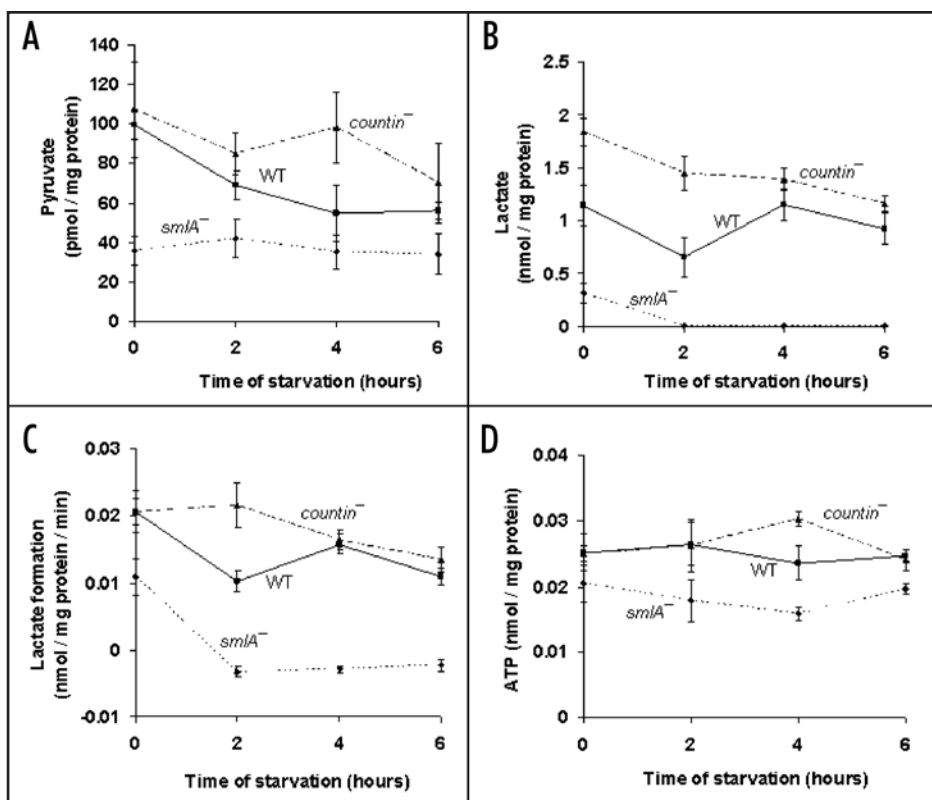 A
Pyruvate
(pmol / mg protein)
140
120
100
80
60
40
20
0
countin–
WT
smlA–
0 2 4 6
Time of starvation (hours)
B
Lactate
(nmol / mg protein)
2.5
2
1.5
1
0.5
0
countin–
WT
smlA–
0 2 4 6
Time of starvation (hours)
C
Lactate formation
(nmol / mg protein / min)
0.03
0.02
0.01
0
-0.01
countin–
WT
smlA–
0 2 4 6
Time of starvation (hours)
D
ATP (nmol / mg protein)
0.04
0.03
0.02
0.01
0
countin–
WT
smlA–
0 2 4 6
Time of starvation (hours)